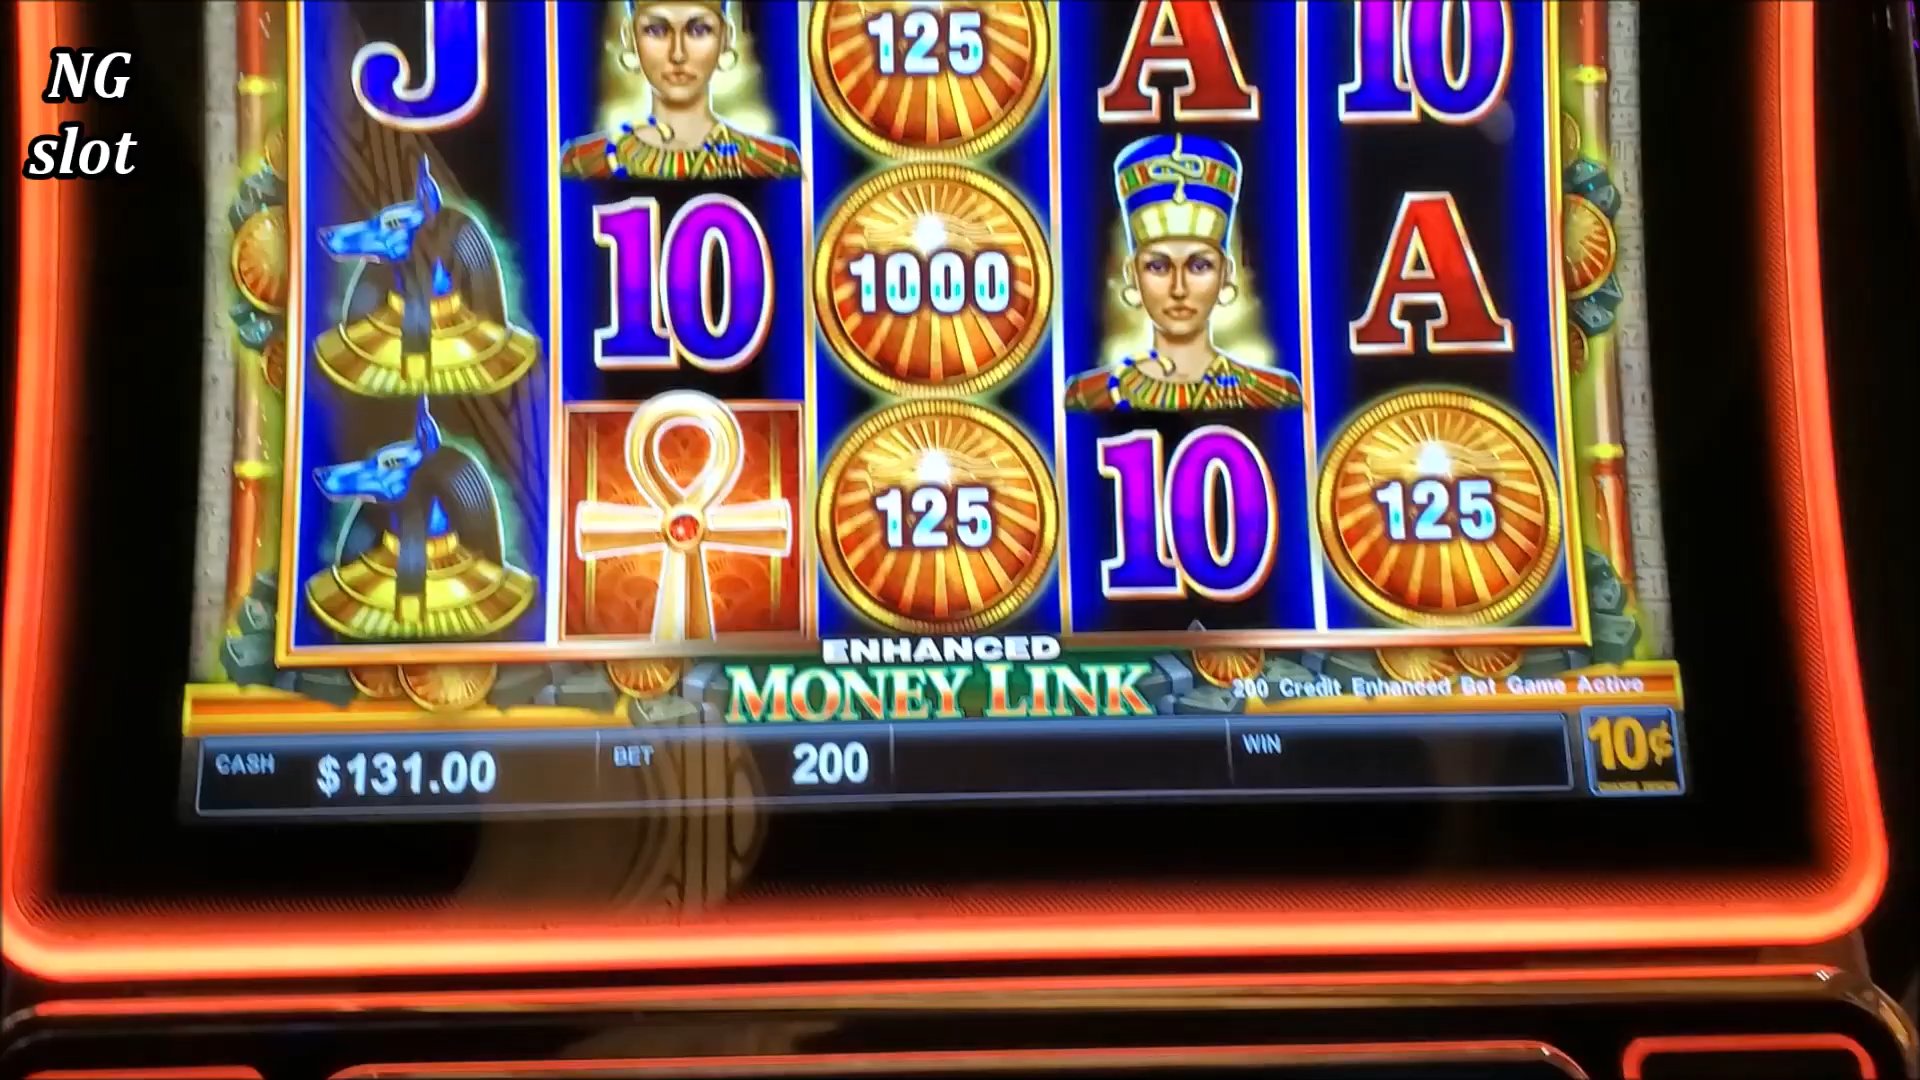 NG
slot
J
125
A
10
10
1000
A
125
10
125
ENHANCED
MONEY LINK
200 Credit Enhanced Bet Game Active
CASH $131.00 BET 200 WIN 10¢